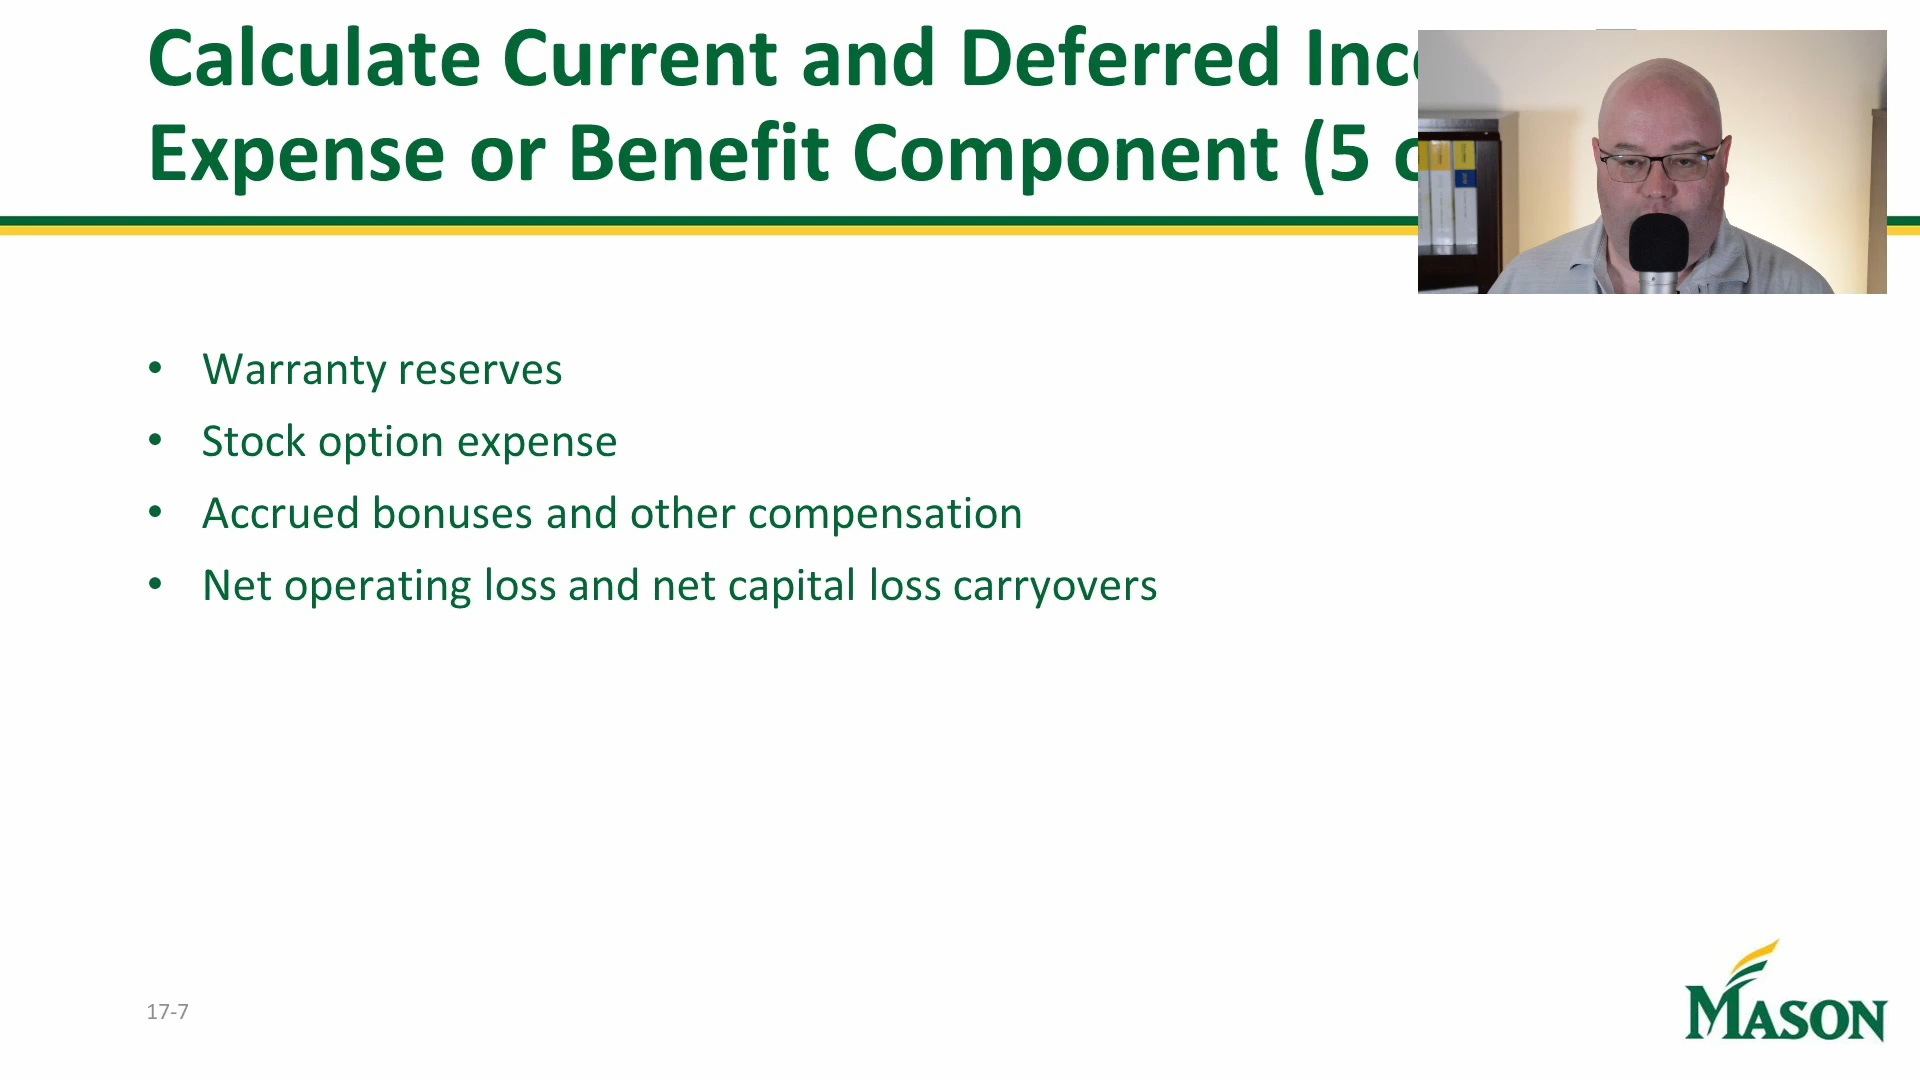 Calculate Current and Deferred
Expense or Benefit Component (5
• Warranty reserves
• Stock option expense
• Accrued bonuses and other compensation
• Net operating loss and net capital loss carryovers
17-7
MASON